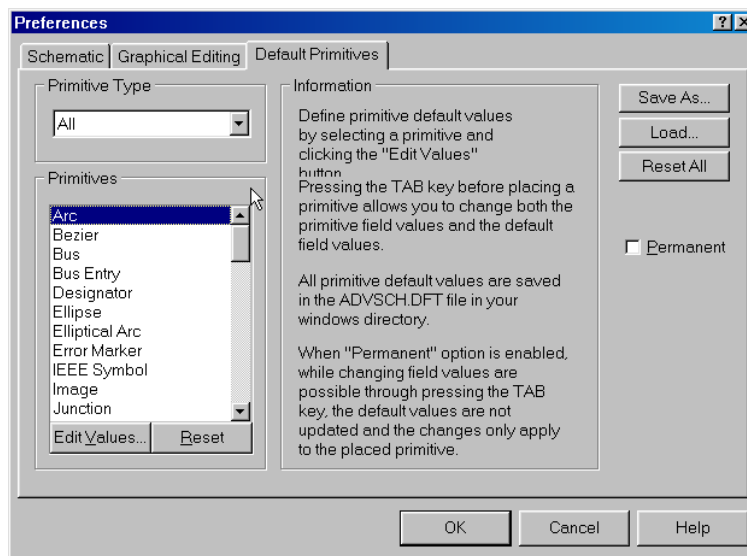 Preferences
Schematic
Graphical Editing
Default Primitives
Primitive Type
All
Primitives
Arc
Bezier
Bus
Bus Entry
Designator
Ellipse
Elliptical Arc
Error Marker
IEEE Symbol
Image
Junction
Edit Values...
Reset
Information
Define primitive default values
by selecting a primitive and
clicking the "Edit Values"
button
Pressing the TAB key before placing a
primitive allows you to change both the
primitive field values and the default
field values.
All primitive default values are saved
in the ADVSCH.DFT file in your
windows directory.
When "Permanent" option is enabled,
while changing field values are
possible through pressing the TAB
key, the default values are not
updated and the changes only apply
to the placed primitive.
Save As...
Load...
Reset All
Permanent
OK
Cancel
Help